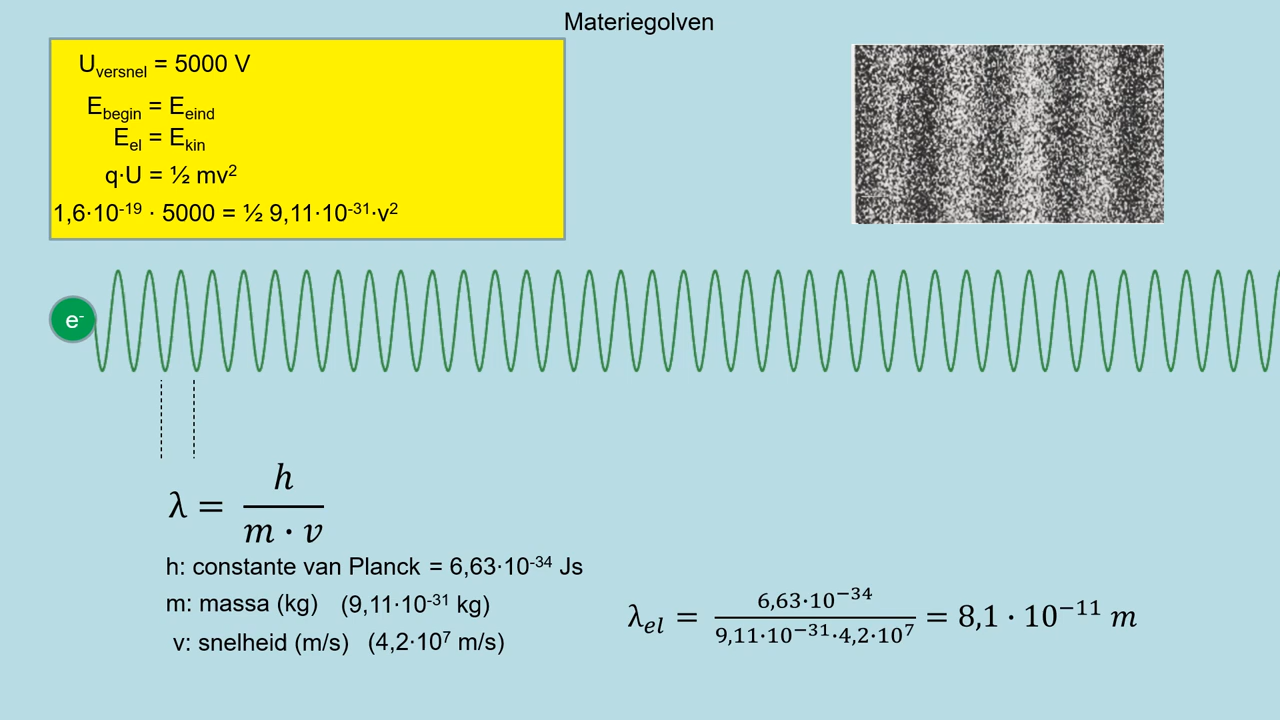 Materiegolven
U_versnel = 5000 V
E_begin = E_eind
E_el = E_kin
q·U = ½ mv²
1,6·10⁻¹⁹ · 5000 = ½ 9,11·10⁻³¹·v²
e⁻
λ = h / (m · v)
h: constante van Planck = 6,63·10⁻³⁴ Js
m: massa (kg) (9,11·10⁻³¹ kg)
v: snelheid (m/s) (4,2·10⁷ m/s)
λ_el = 6,63·10⁻³⁴ / (9,11·10⁻³¹·4,2·10⁷) = 8,1 · 10⁻¹¹ m